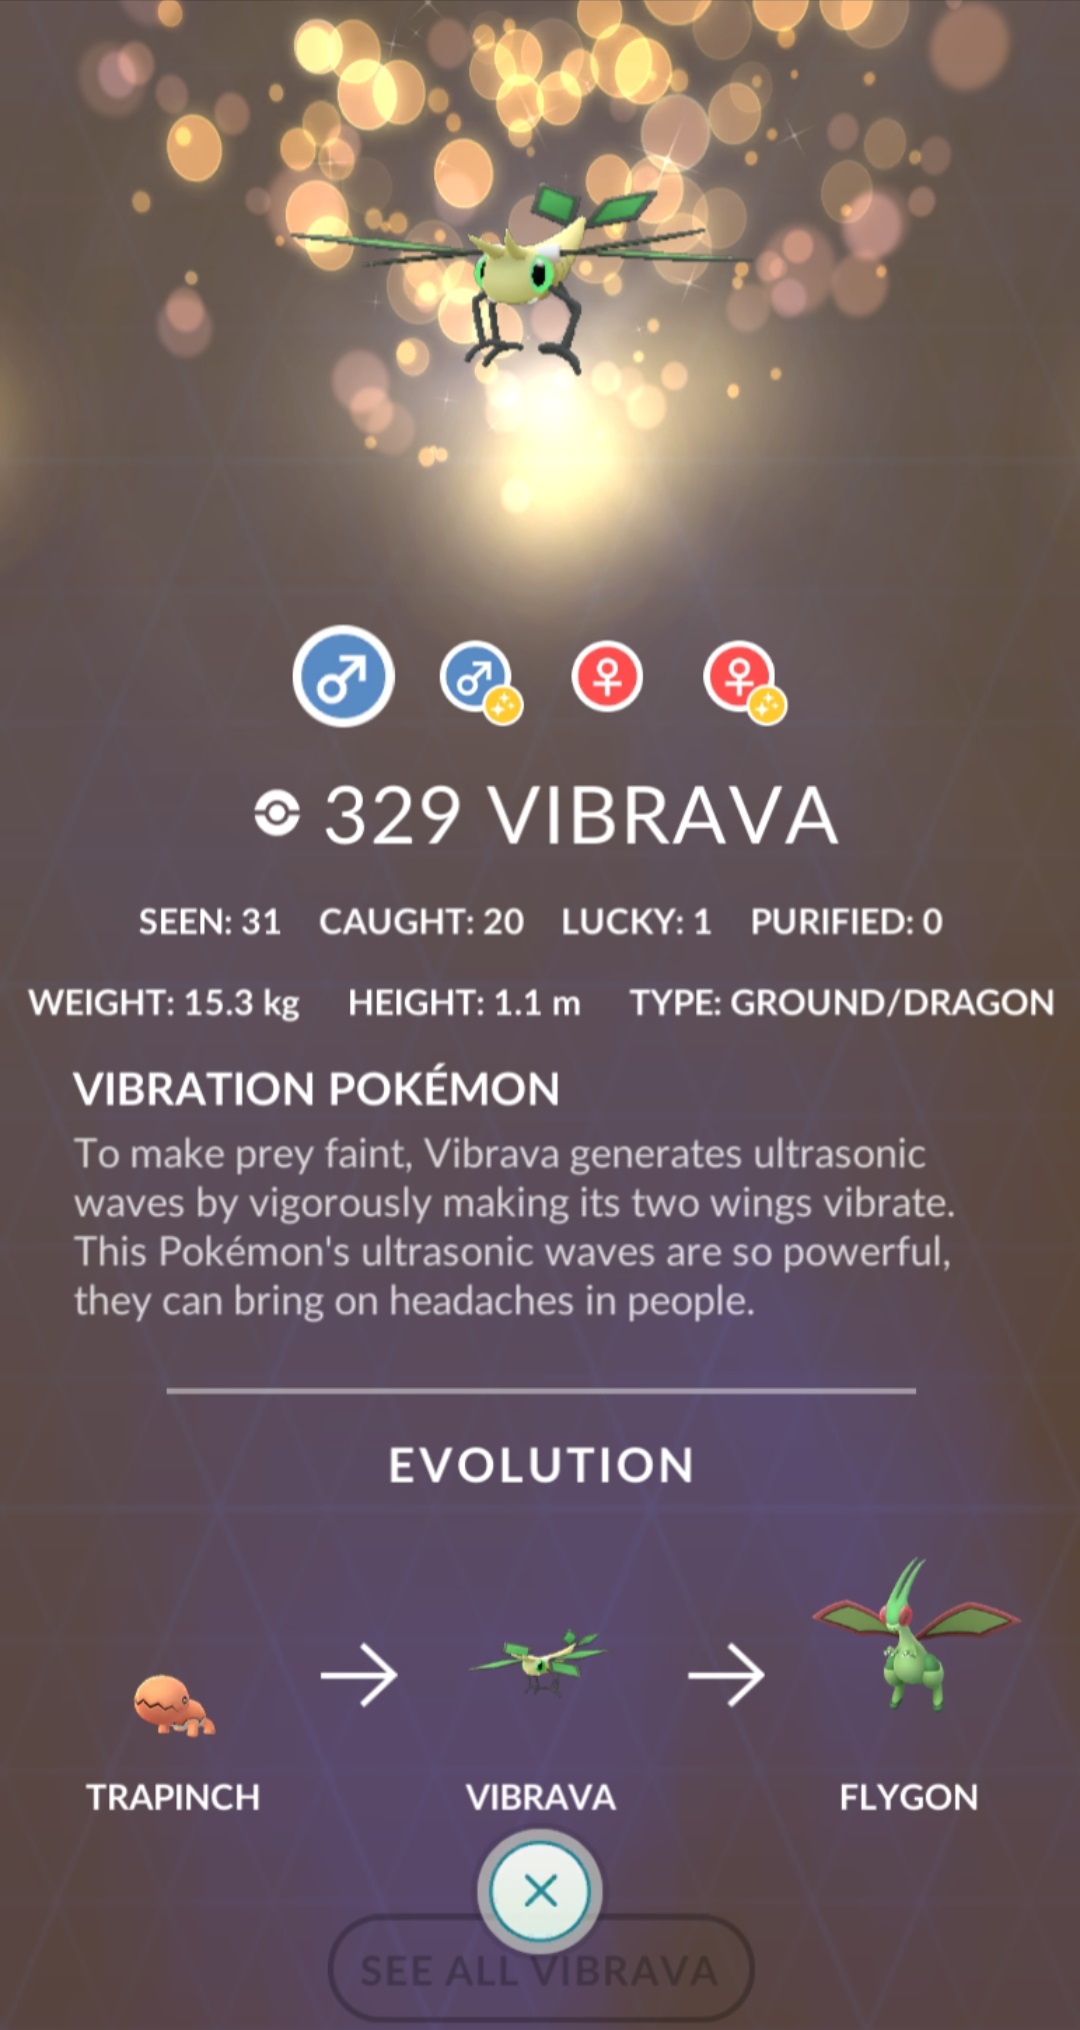 329 VIBRAVA
SEEN: 31 CAUGHT: 20 LUCKY: 1 PURIFIED: 0
WEIGHT: 15.3 kg HEIGHT: 1.1 m TYPE: GROUND/DRAGON
VIBRATION POKÉMON
To make prey faint, Vibrava generates ultrasonic
waves by vigorously making its two wings vibrate.
This Pokémon's ultrasonic waves are so powerful,
they can bring on headaches in people.
EVOLUTION
TRAPINCH VIBRAVA FLYGON
SEE ALL VIBRAVA